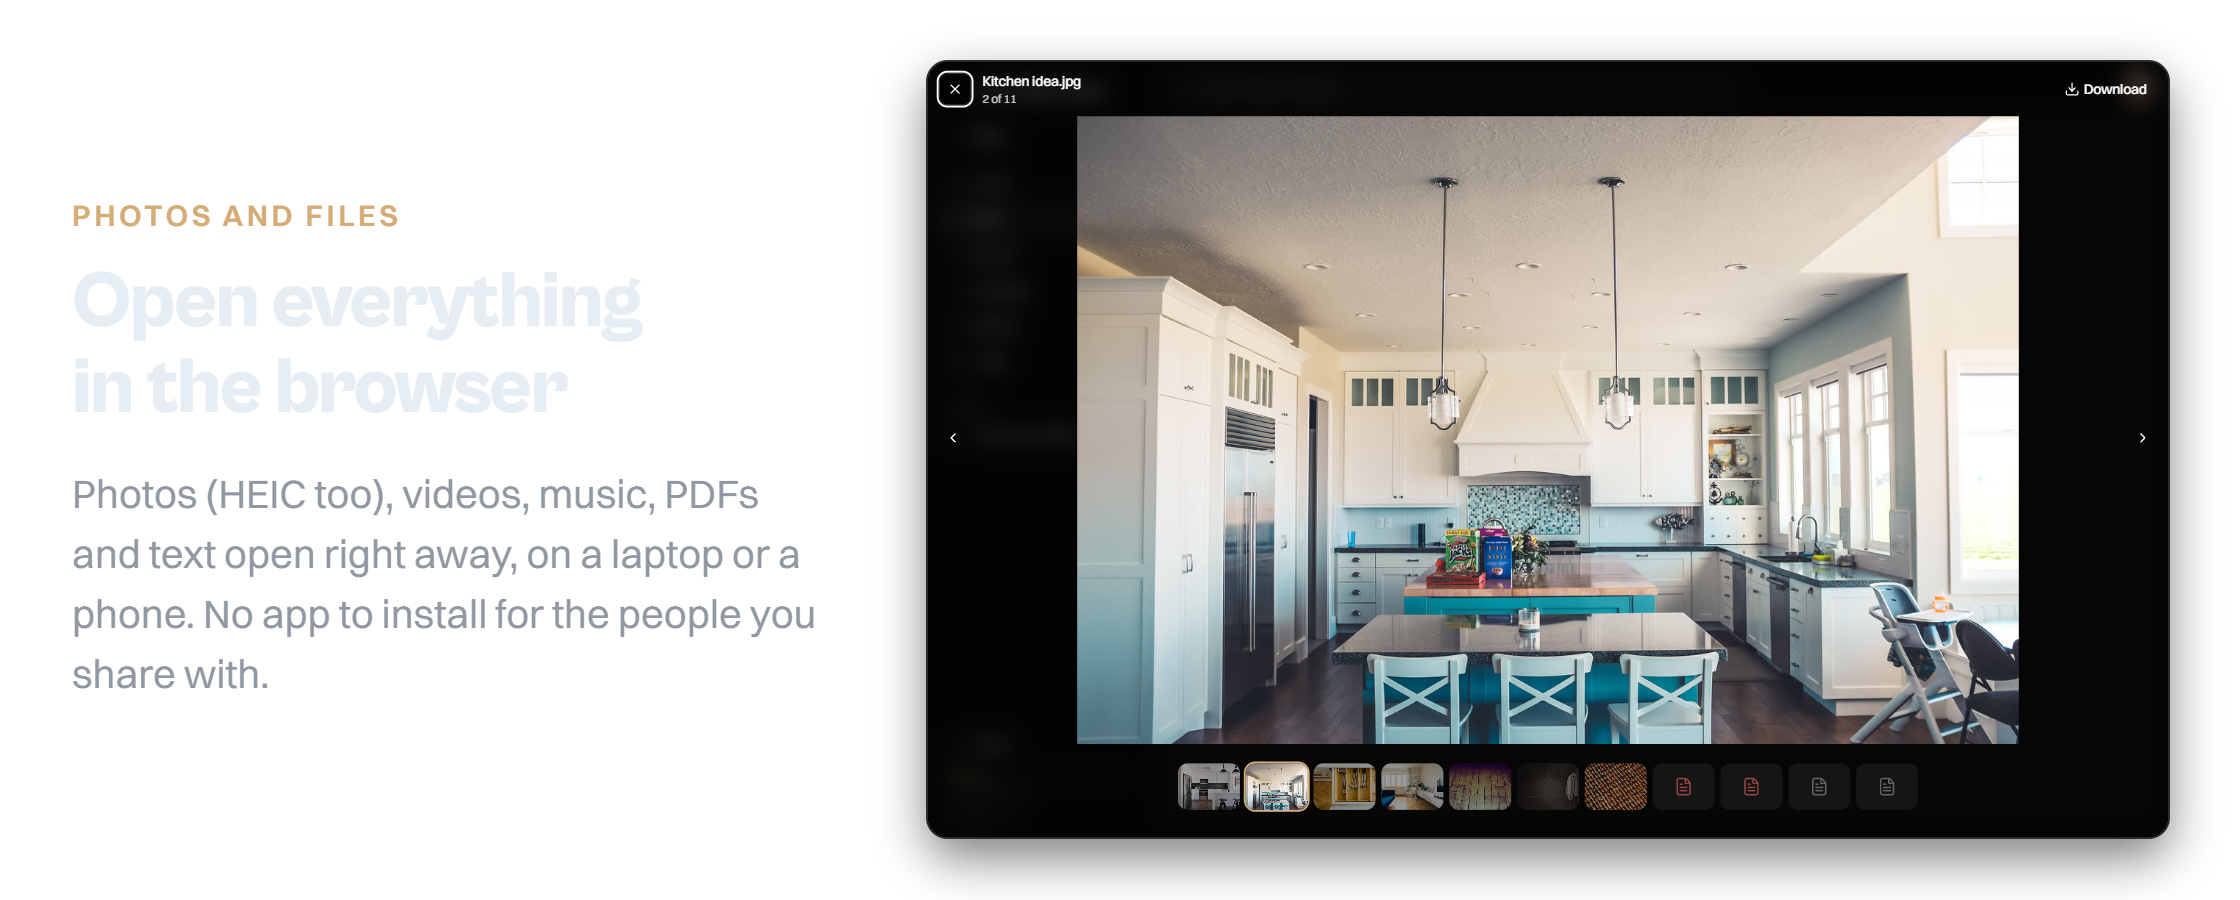 PHOTOS AND FILES
Open everything
in the browser
Photos (HEIC too), videos, music, PDFs
and text open right away, on a laptop or a
phone. No app to install for the people you
share with.
Kitchen idea.jpg
2 of 11
Download